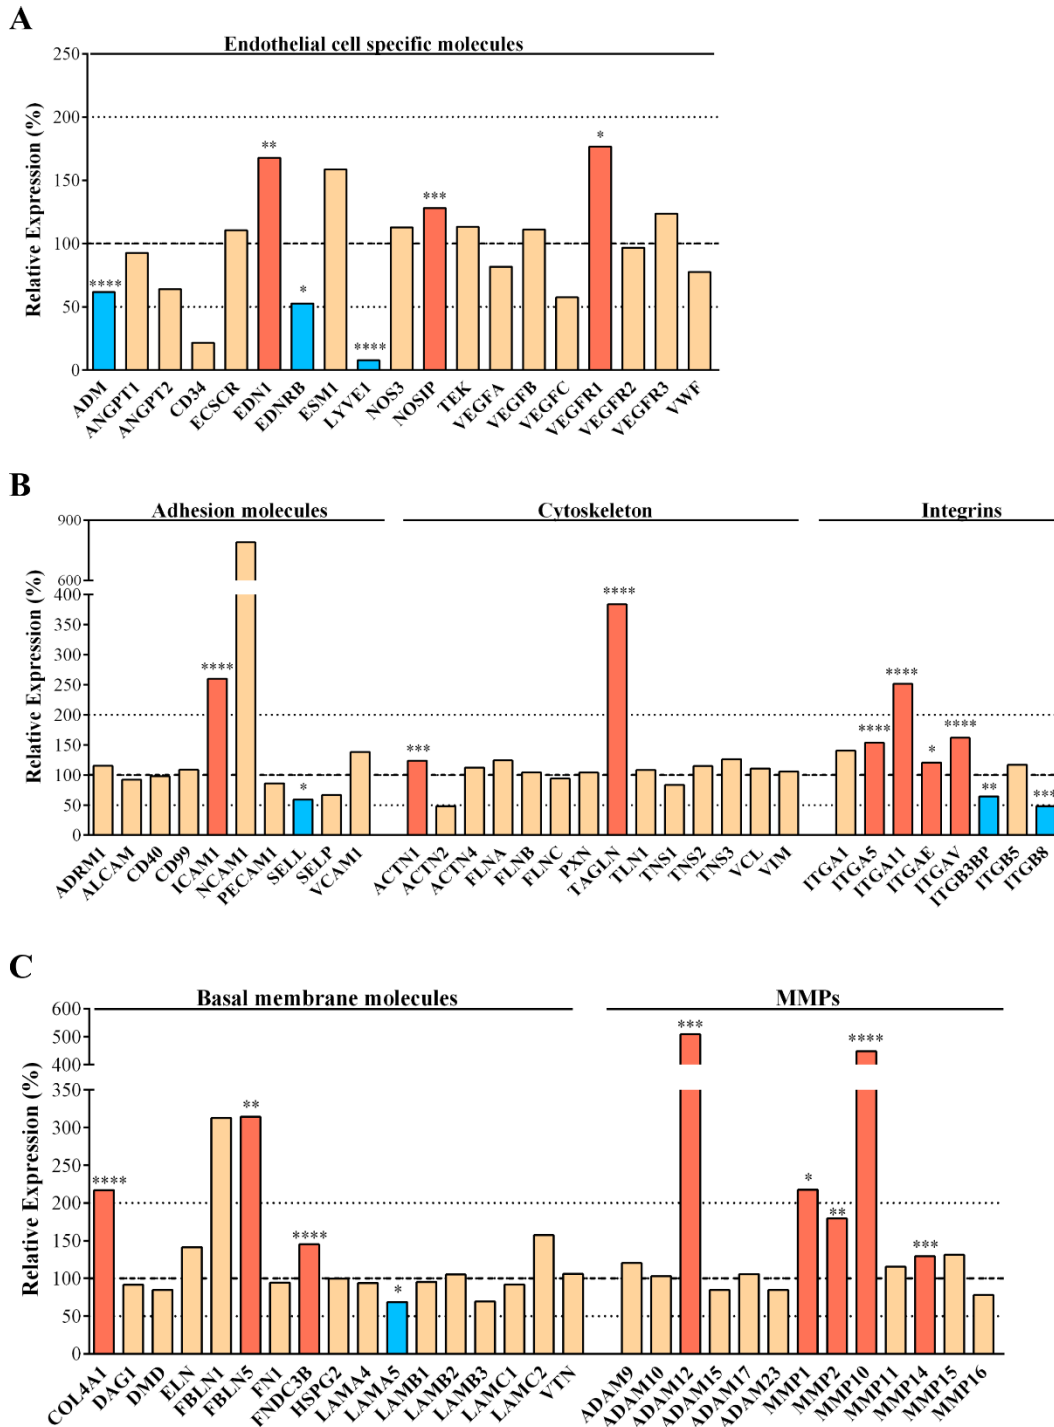 A
Endothelial cell specific molecules
Relative Expression (%)
250
200
150
100
50
0
**** ** * **** *** *
ADM ANGPT1 ANGPT2 CD34 ECSCR EDN1 EDNRB ESM1 LYVE1 NOS3 NOSIP TEK VEGFA VEGFB VEGFC VEGFR1 VEGFR2 VEGFR3 VWF
B
Adhesion molecules Cytoskeleton Integrins
Relative Expression (%)
900
600
400
350
300
250
200
150
100
50
0
**** * *** **** **** **** * **** ** ***
ADRM1 ALCAM CD40 CD99 ICAM1 NCAM1 PECAM1 SELL SELP VCAM1 ACTN1 ACTN2 ACTN4 FLNA FLNB FLNC PXN TAGLN TLN1 TNS1 TNS2 TNS3 VCL VIM ITGA1 ITGA5 ITGA11 ITGAE ITGAV ITGB3BP ITGB5 ITGB8
C
Basal membrane molecules MMPs
Relative Expression (%)
600
500
400
350
300
250
200
150
100
50
0
**** ** **** * *** * ** **** ***
COL4A1 DAG1 DMD ELN FBLN1 FBLN5 FN1 FNDC3B HSPG2 LAMA4 LAMA5 LAMB1 LAMB2 LAMB3 LAMC1 LAMC2 VTN ADAM9 ADAM10 ADAM12 ADAM15 ADAM17 ADAM23 MMP1 MMP2 MMP10 MMP11 MMP14 MMP15 MMP16